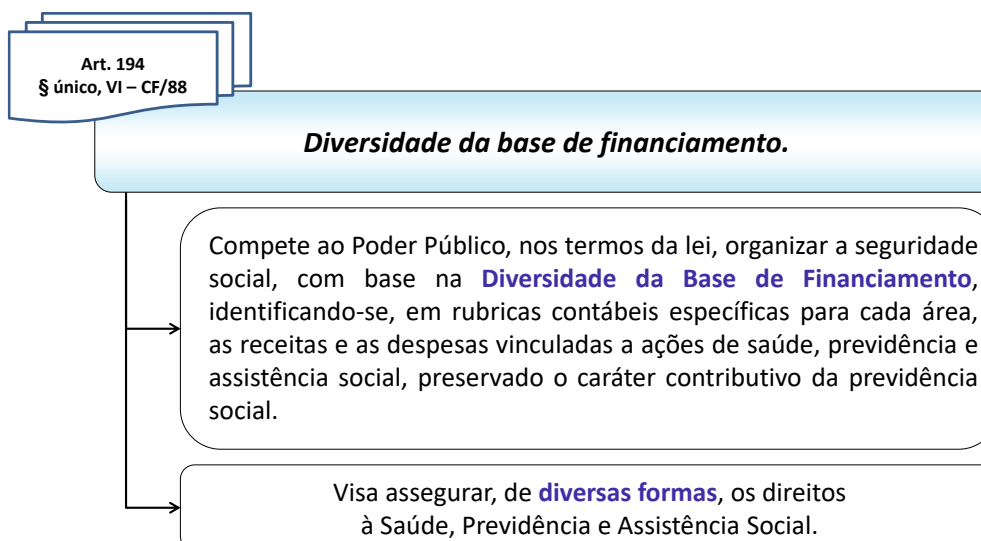 Art. 194
§ único, VI – CF/88
Diversidade da base de financiamento.
Compete ao Poder Público, nos termos da lei, organizar a seguridade
social, com base na Diversidade da Base de Financiamento,
identificando-se, em rubricas contábeis específicas para cada área,
as receitas e as despesas vinculadas a ações de saúde, previdência e
assistência social, preservado o caráter contributivo da previdência
social.
Visa assegurar, de diversas formas, os direitos
à Saúde, Previdência e Assistência Social.